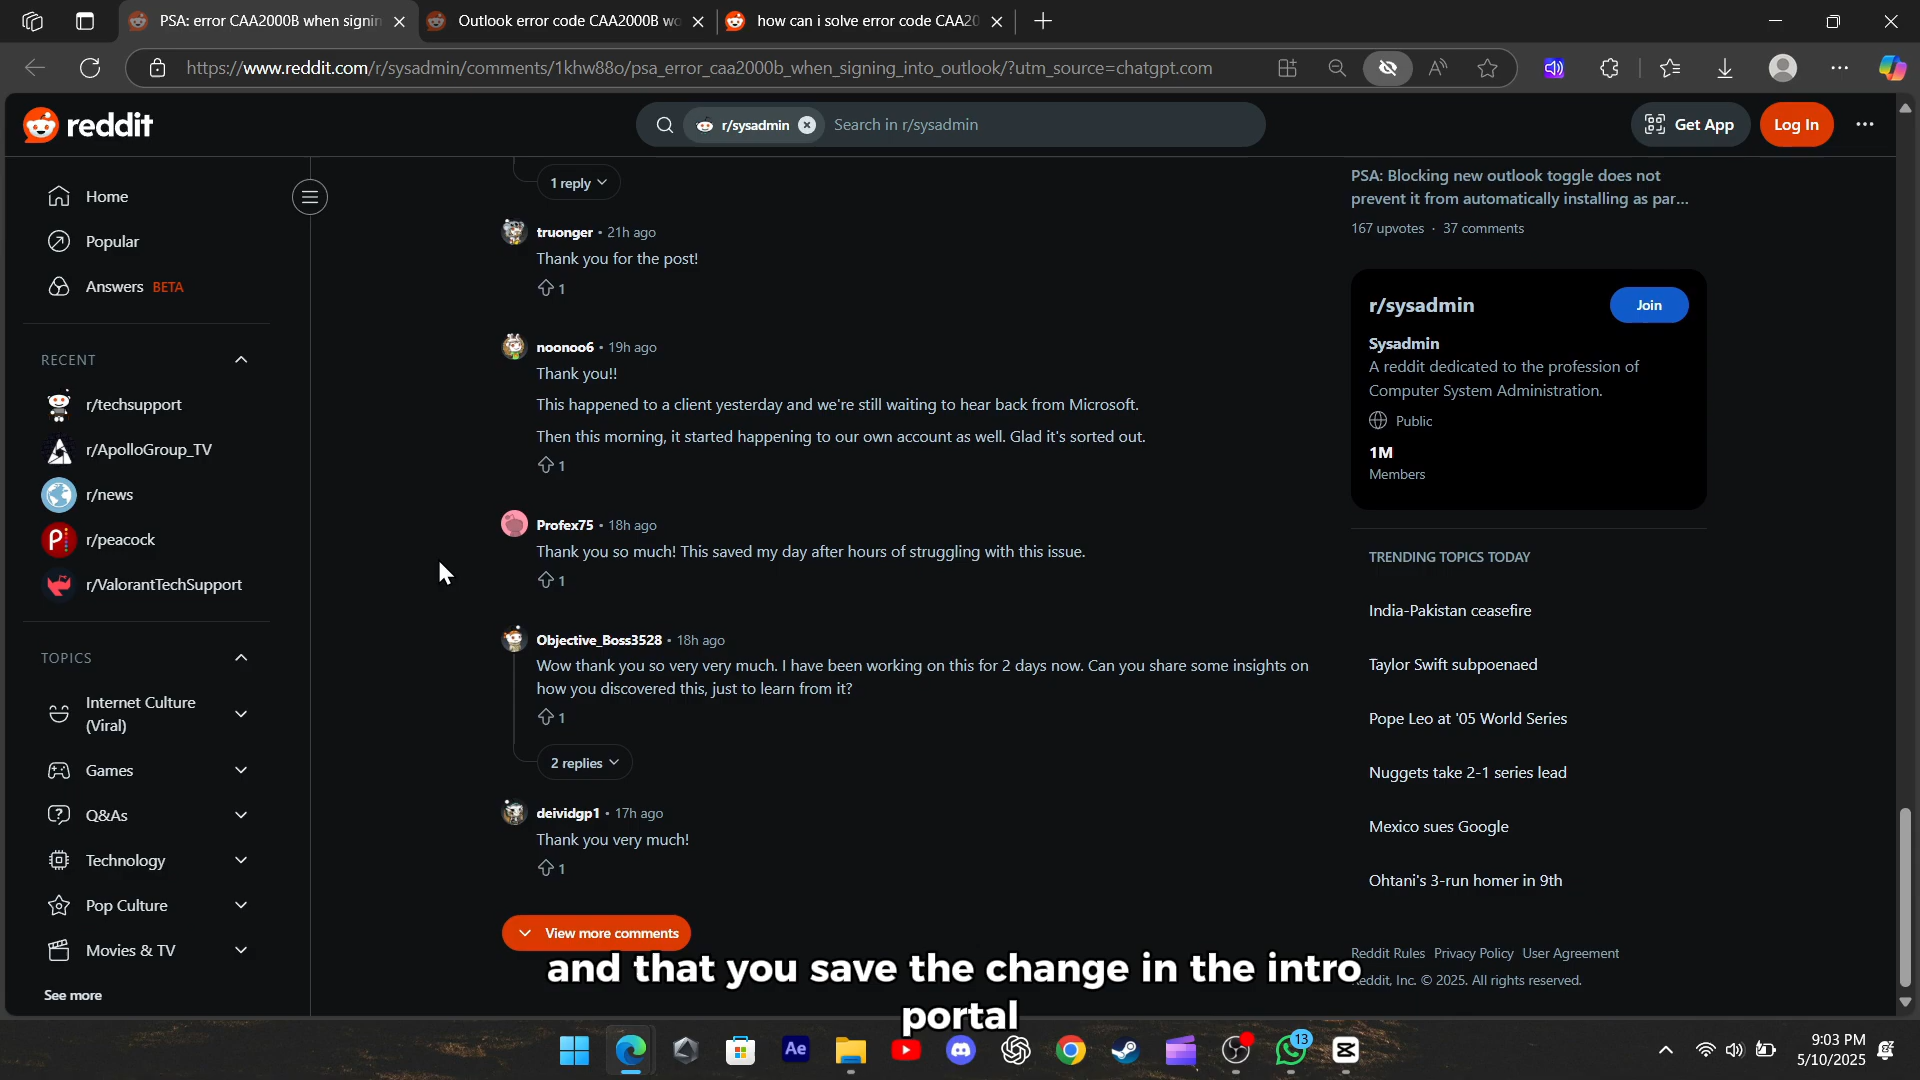 PSA: error CAA2000B when signin
Outlook error code CAA2000B wo
how can i solve error code CAA20
https://www.reddit.com/r/sysadmin/comments/1khw88o/psa_error_caa2000b_when_signing_into_outlook/?utm_source=chatgpt.com
reddit
r/sysadmin
Search in r/sysadmin
Get App
Log In
Home
Popular
Answers BETA
RECENT
r/techsupport
r/ApolloGroup_TV
r/news
r/peacock
r/ValorantTechSupport
TOPICS
Internet Culture
(Viral)
Games
Q&As
Technology
Pop Culture
Movies & TV
See more
1 reply
truonger • 21h ago
Thank you for the post!
1
noonoo6 • 19h ago
Thank you!!
This happened to a client yesterday and we're still waiting to hear back from Microsoft.
Then this morning, it started happening to our own account as well. Glad it's sorted out.
1
Profex75 • 18h ago
Thank you so much! This saved my day after hours of struggling with this issue.
1
Objective_Boss3528 • 18h ago
Wow thank you so very very much. I have been working on this for 2 days now. Can you share some insights on
how you discovered this, just to learn from it?
1
2 replies
deividgp1 • 17h ago
Thank you very much!
1
View more comments
PSA: Blocking new outlook toggle does not
prevent it from automatically installing as par...
167 upvotes · 37 comments
r/sysadmin
Join
Sysadmin
A reddit dedicated to the profession of
Computer System Administration.
Public
1M
Members
TRENDING TOPICS TODAY
India-Pakistan ceasefire
Taylor Swift subpoenaed
Pope Leo at '05 World Series
Nuggets take 2-1 series lead
Mexico sues Google
Ohtani's 3-run homer in 9th
Reddit Rules Privacy Policy User Agreement
Reddit, Inc. © 2025. All rights reserved.
and that you save the change in the intro
portal
Ae
13
9:03 PM
5/10/2025